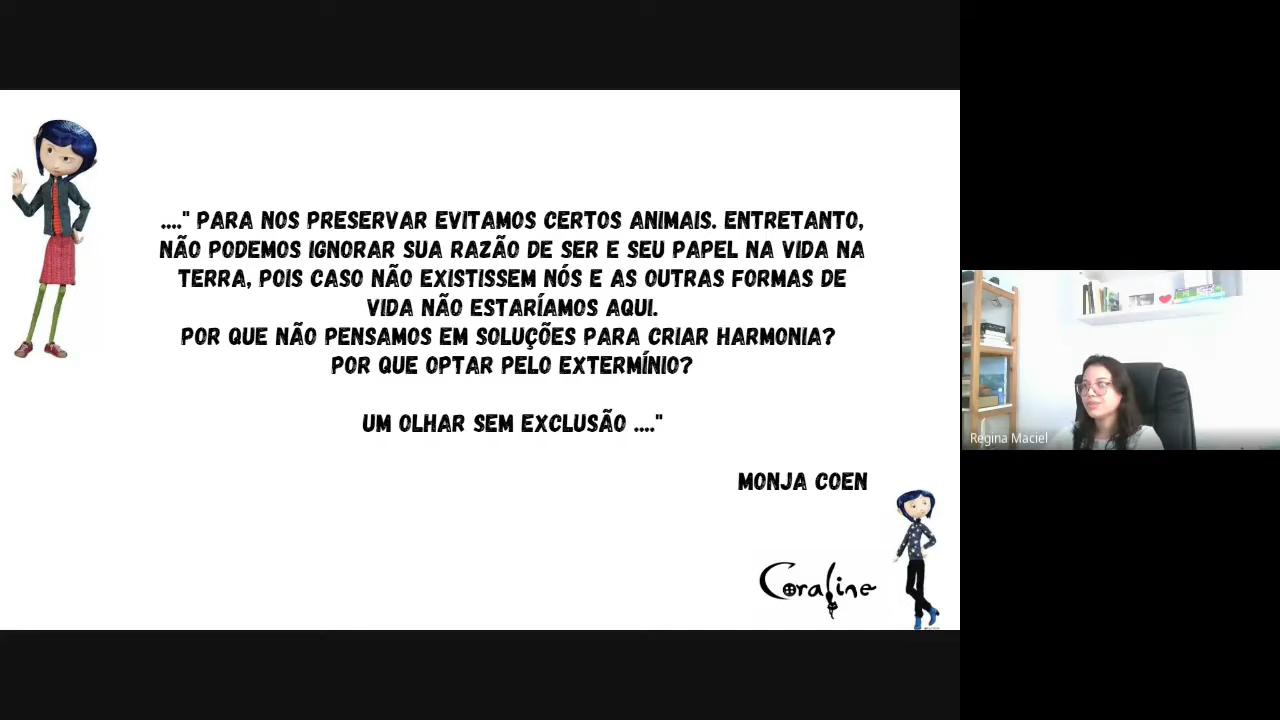 ...." PARA NOS PRESERVAR EVITAMOS CERTOS ANIMAIS. ENTRETANTO,
NÃO PODEMOS IGNORAR SUA RAZÃO DE SER E SEU PAPEL NA VIDA NA
TERRA, POIS CASO NÃO EXISTISSEM NÓS E AS OUTRAS FORMAS DE
VIDA NÃO ESTARÍAMOS AQUI.
POR QUE NÃO PENSAMOS EM SOLUÇÕES PARA CRIAR HARMONIA?
POR QUE OPTAR PELO EXTERMÍNIO?
UM OLHAR SEM EXCLUSÃO ...."
MONJA COEN
Coraline
Regina Maciel